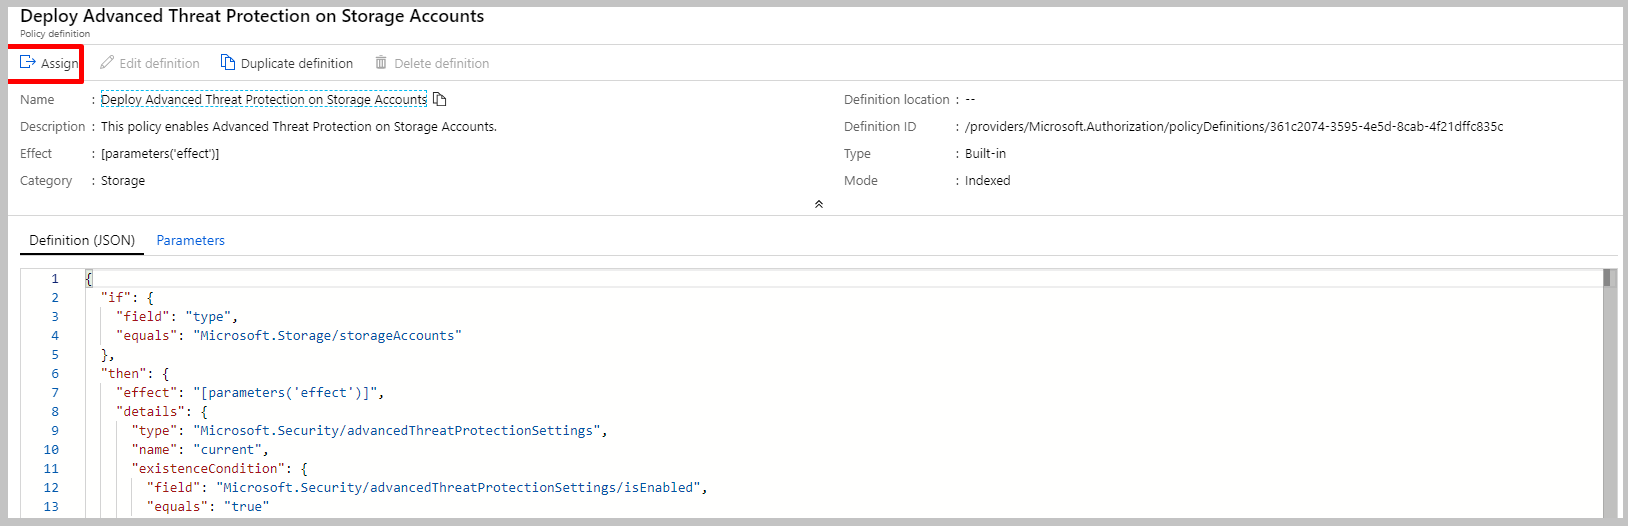 Deploy Advanced Threat Protection on Storage Accounts
Policy definition
Assign Edit definition Duplicate definition Delete definition
Name : Deploy Advanced Threat Protection on Storage Accounts Definition location : --
Description : This policy enables Advanced Threat Protection on Storage Accounts. Definition ID : /providers/Microsoft.Authorization/policyDefinitions/361c2074-3595-4e5d-8cab-4f21dffc835c
Effect : [parameters('effect')] Type : Built-in
Category : Storage Mode : Indexed
Definition (JSON) Parameters
1 {
2 "if": {
3 "field": "type",
4 "equals": "Microsoft.Storage/storageAccounts"
5 },
6 "then": {
7 "effect": "[parameters('effect')]",
8 "details": {
9 "type": "Microsoft.Security/advancedThreatProtectionSettings",
10 "name": "current",
11 "existenceCondition": {
12 "field": "Microsoft.Security/advancedThreatProtectionSettings/isEnabled",
13 "equals": "true"